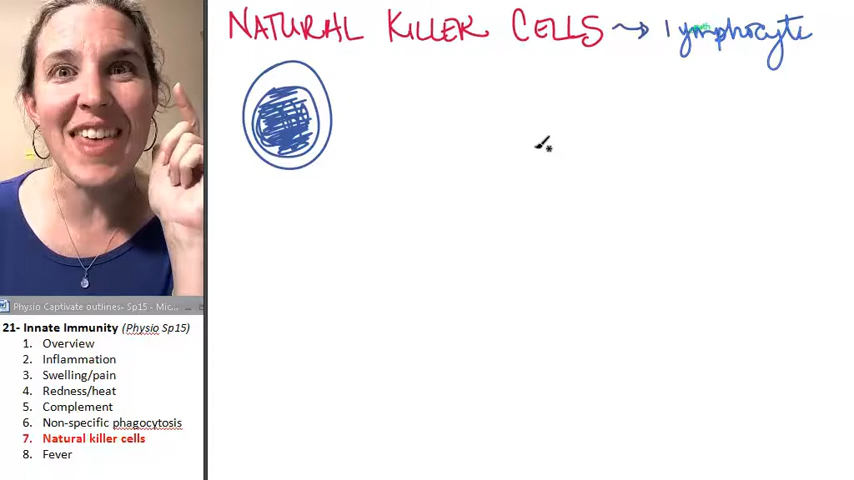 NATURAL KILLER CELLS → lymphocyte
Physio Captivate outlines- Sp15 - Mic...
21- Innate Immunity (Physio Sp15)
1. Overview
2. Inflammation
3. Swelling/pain
4. Redness/heat
5. Complement
6. Non-specific phagocytosis
7. Natural killer cells
8. Fever